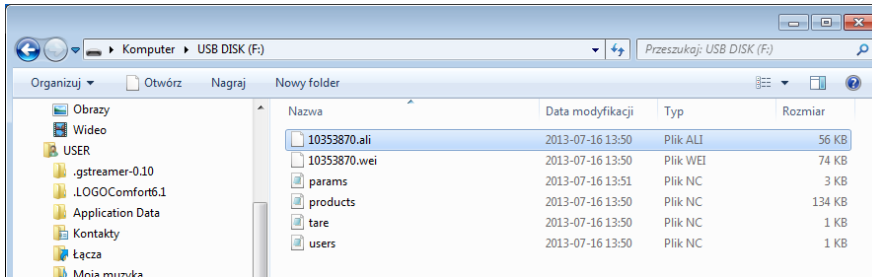 Komputer ▸ USB DISK (F:)
Przeszukaj: USB DISK (F:)
Organizuj Otwórz Nagraj Nowy folder
Obrazy
Wideo
USER
.gstreamer-0.10
.LOGOComfort6.1
Application Data
Kontakty
Łącza
Moja muzyka
Nazwa Data modyfikacji Typ Rozmiar
10353870.ali 2013-07-16 13:50 Plik ALI 56 KB
10353870.wei 2013-07-16 13:50 Plik WEI 74 KB
params 2013-07-16 13:51 Plik NC 3 KB
products 2013-07-16 13:50 Plik NC 134 KB
tare 2013-07-16 13:50 Plik NC 1 KB
users 2013-07-16 13:50 Plik NC 1 KB